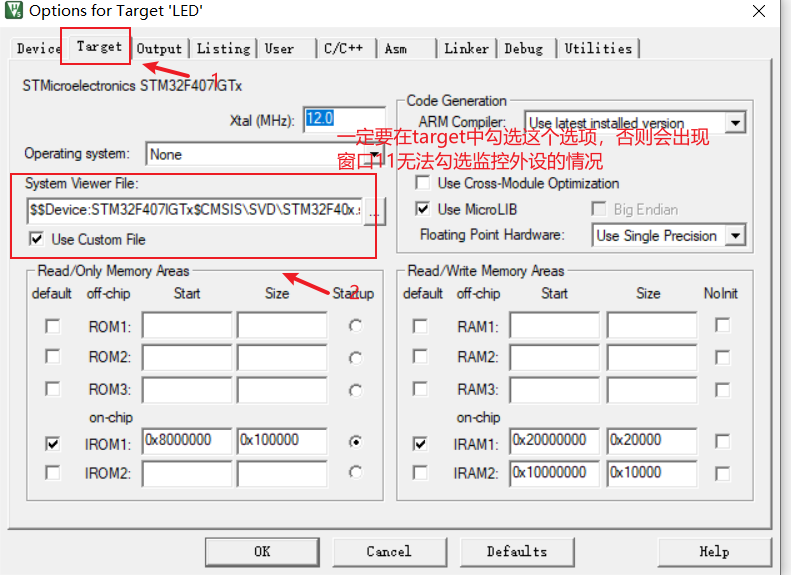 Options for Target 'LED'
Device Target Output Listing User C/C++ Asm Linker Debug Utilities
1
STMicroelectronics STM32F407IGTx
Xtal (MHz): 12.0
Operating system: None
System Viewer File:
$$Device:STM32F407IGTx$CMSIS\SVD\STM32F40x.s
...
Use Custom File
Code Generation
ARM Compiler: Use latest installed version
一定要在target中勾选这个选项，否则会出现
窗口11无法勾选监控外设的情况
Use Cross-Module Optimization
Use MicroLIB Big Endian
Floating Point Hardware: Use Single Precision
2
Read/Only Memory Areas
default off-chip Start Size Startup
ROM1:
ROM2:
ROM3:
on-chip
IROM1: 0x8000000 0x100000
IROM2:
Read/Write Memory Areas
default off-chip Start Size NoInit
RAM1:
RAM2:
RAM3:
on-chip
IRAM1: 0x20000000 0x20000
IRAM2: 0x10000000 0x10000
OK Cancel Defaults Help